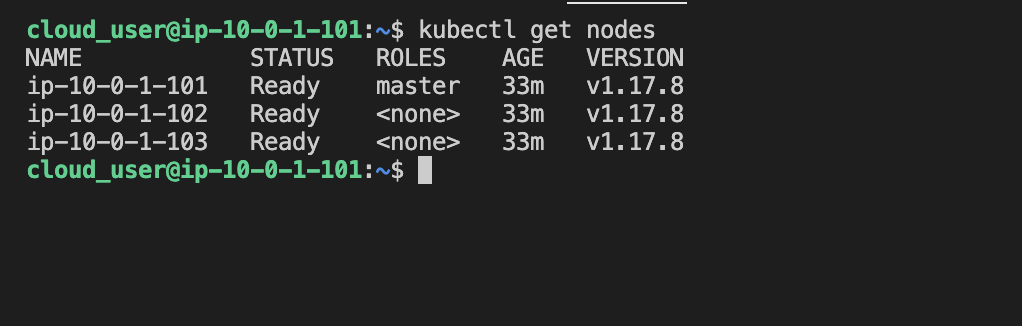 cloud_user@ip-10-0-1-101:~$ kubectl get nodes
NAME STATUS ROLES AGE VERSION
ip-10-0-1-101 Ready master 33m v1.17.8
ip-10-0-1-102 Ready <none> 33m v1.17.8
ip-10-0-1-103 Ready <none> 33m v1.17.8
cloud_user@ip-10-0-1-101:~$